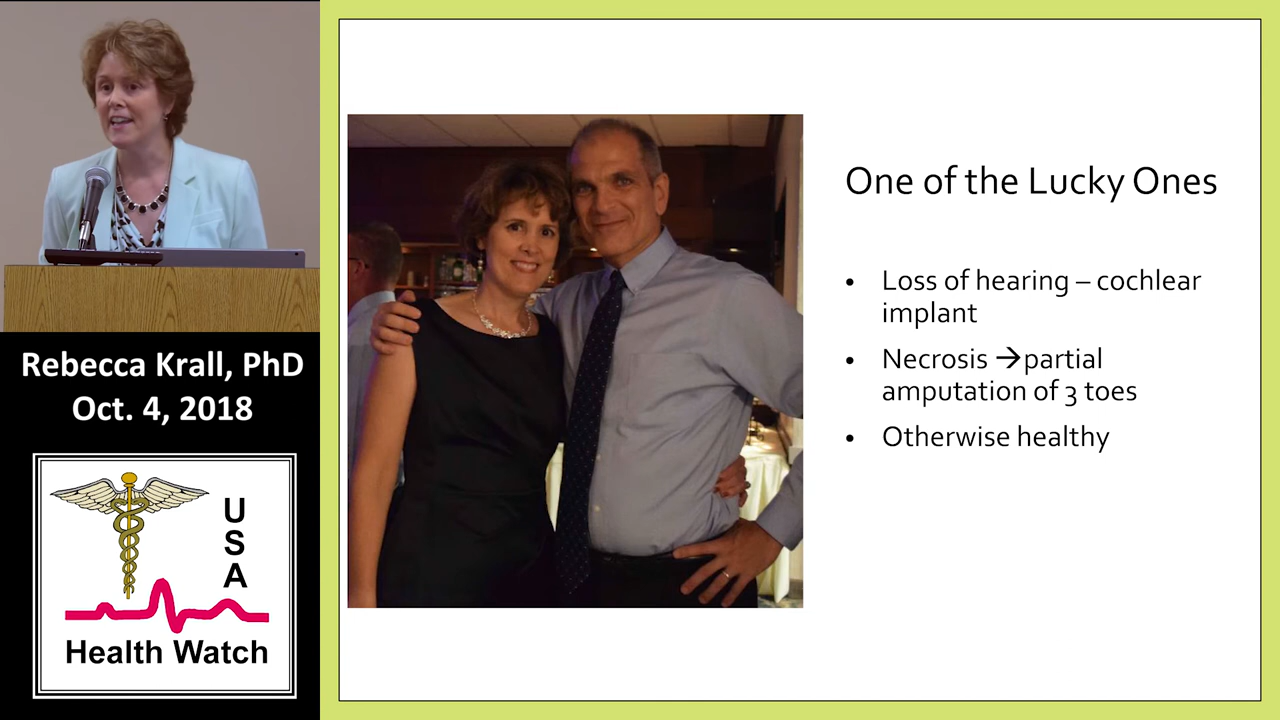 Rebecca Krall, PhD
Oct. 4, 2018
USA
Health Watch
One of the Lucky Ones
• Loss of hearing – cochlear
implant
• Necrosis →partial
amputation of 3 toes
• Otherwise healthy